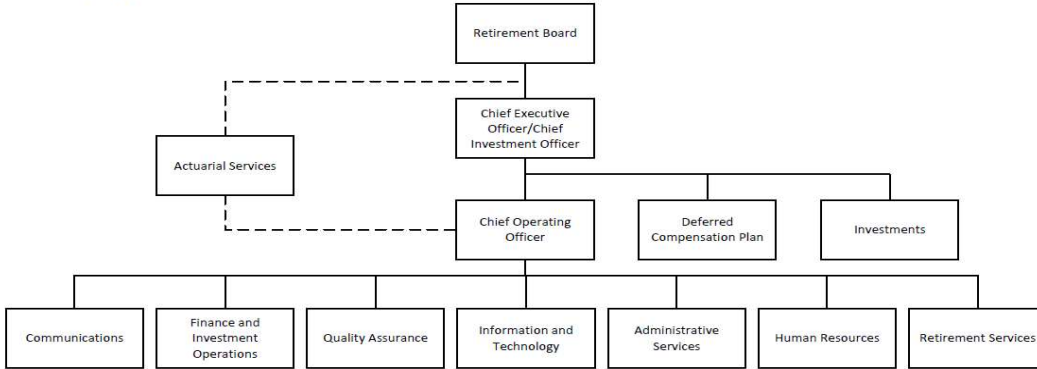 Retirement Board
Chief Executive
Officer/Chief
Investment Officer
Actuarial Services
Chief Operating
Officer
Deferred
Compensation Plan
Investments
Communications
Finance and
Investment
Operations
Quality Assurance
Information and
Technology
Administrative
Services
Human Resources
Retirement Services